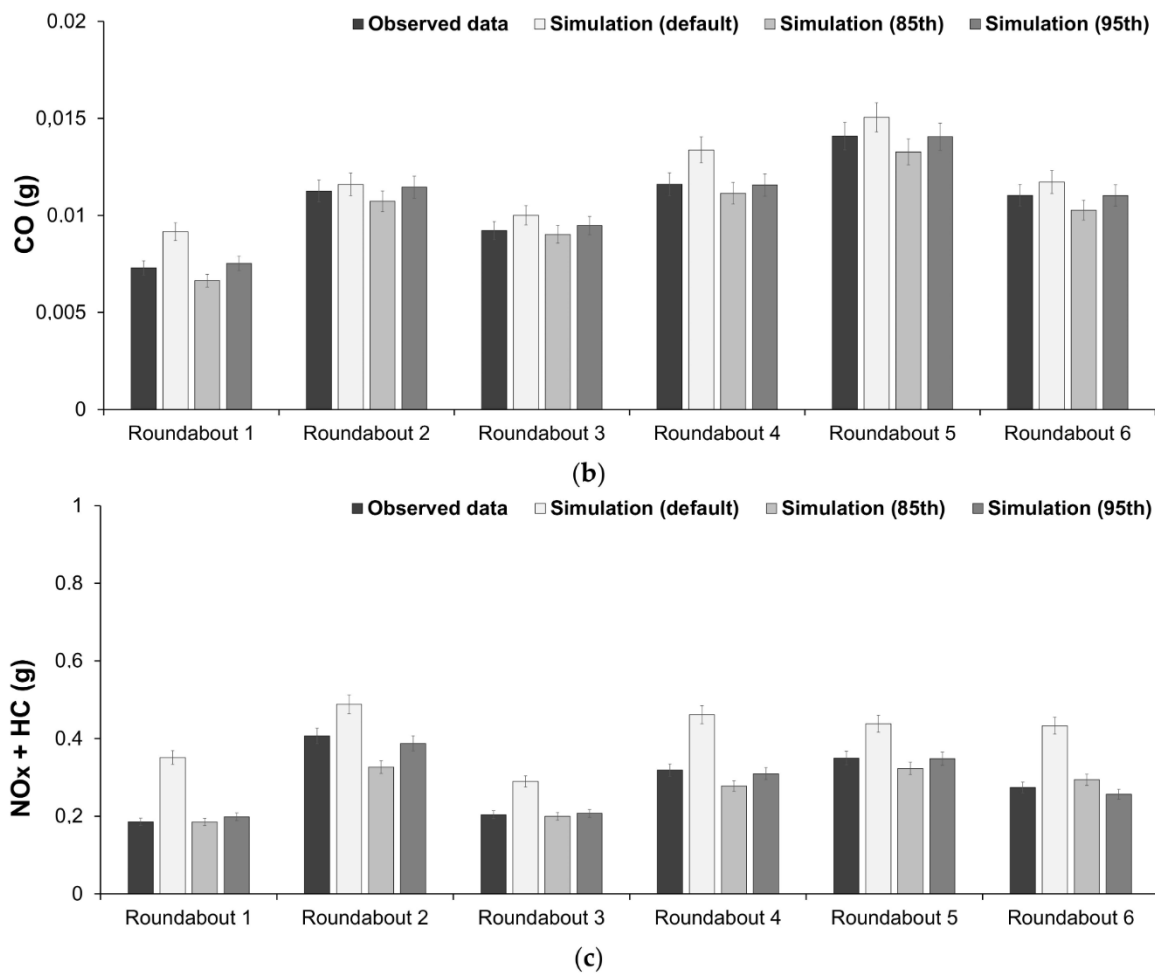 0.02
Observed data Simulation (default) Simulation (85th) Simulation (95th)
0,015
0.01
0,005
0
CO (g)
Roundabout 1 Roundabout 2 Roundabout 3 Roundabout 4 Roundabout 5 Roundabout 6
(b)
1
Observed data Simulation (default) Simulation (85th) Simulation (95th)
0.8
0.6
0.4
0.2
0
NOx + HC (g)
Roundabout 1 Roundabout 2 Roundabout 3 Roundabout 4 Roundabout 5 Roundabout 6
(c)